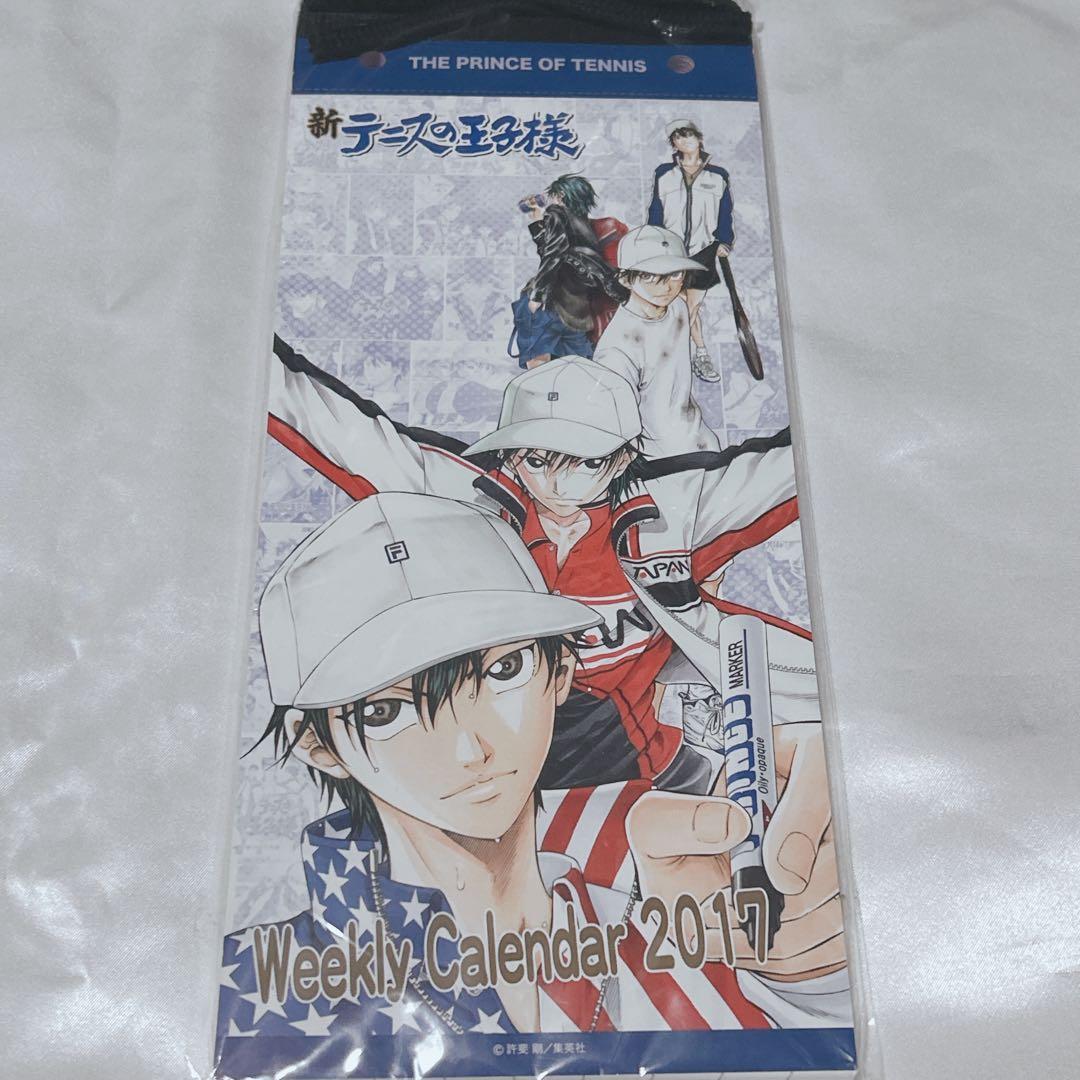 THE PRINCE OF TENNIS
新テニスの王子様
F
F
JAPAN
MARKER
Oily・opaque
Weekly Calendar 2017
© 許斐 剛／集英社